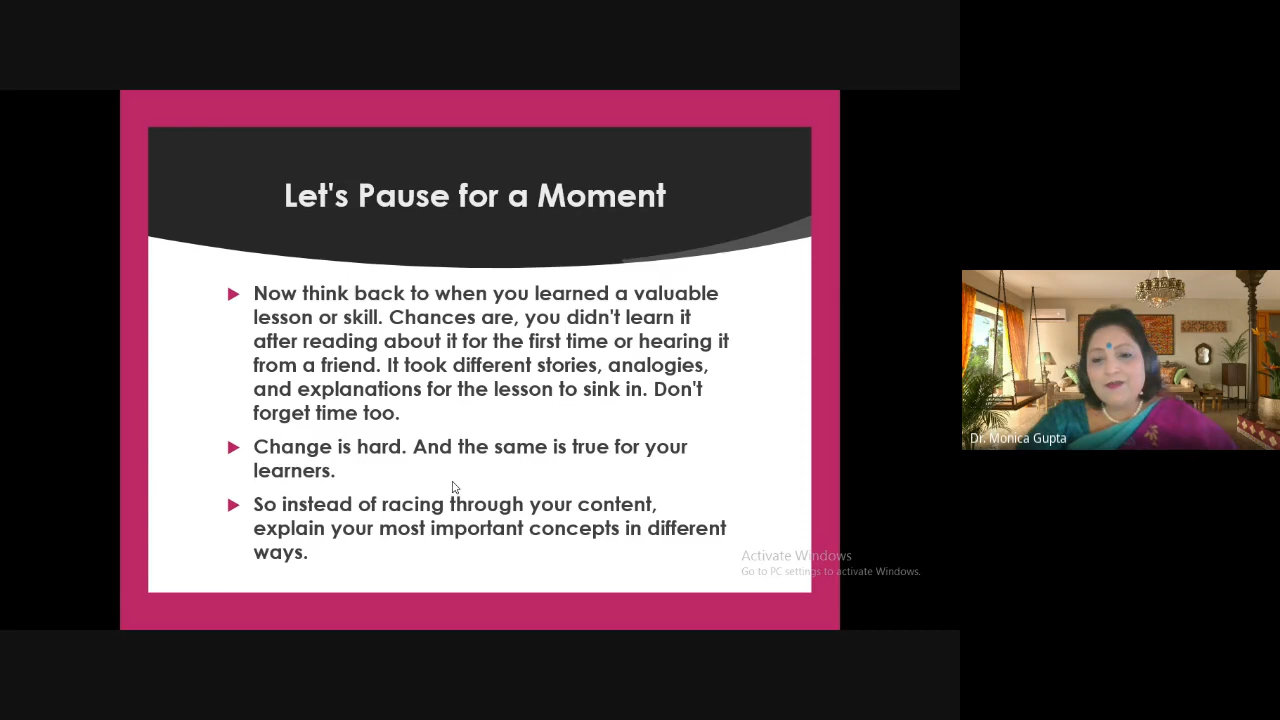 Let's Pause for a Moment
Now think back to when you learned a valuable
lesson or skill. Chances are, you didn't learn it
after reading about it for the first time or hearing it
from a friend. It took different stories, analogies,
and explanations for the lesson to sink in. Don't
forget time too.
Change is hard. And the same is true for your
learners.
So instead of racing through your content,
explain your most important concepts in different
ways.
Activate Windows
Go to PC settings to activate Windows.
Dr. Monica Gupta